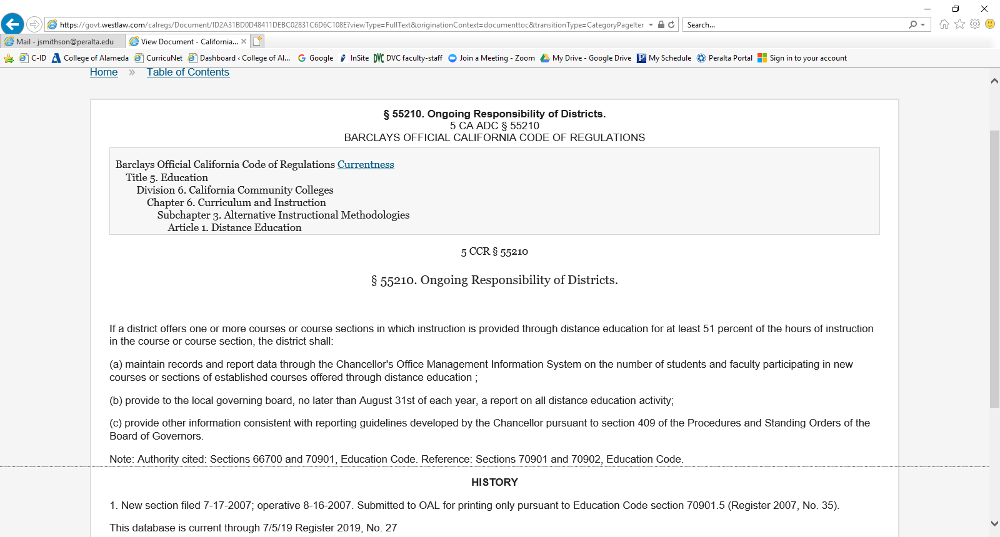 https://govt.westlaw.com/calregs/Document/ID2A31BD0D48411DEBC02831C6D6C108E?viewType=FullText&originationContext=documenttoc&transitionType=CategoryPageIter
Search...
Mail - jsmithson@peralta.edu
View Document - California...
C-ID College of Alameda CurricuNet Dashboard ‹ College of Al... Google InSite DVC DVC faculty-staff Join a Meeting - Zoom My Drive - Google Drive My Schedule Peralta Portal Sign in to your account
Home » Table of Contents
§ 55210. Ongoing Responsibility of Districts.
5 CA ADC § 55210
BARCLAYS OFFICIAL CALIFORNIA CODE OF REGULATIONS
Barclays Official California Code of Regulations Currentness
Title 5. Education
Division 6. California Community Colleges
Chapter 6. Curriculum and Instruction
Subchapter 3. Alternative Instructional Methodologies
Article 1. Distance Education
5 CCR § 55210
§ 55210. Ongoing Responsibility of Districts.
If a district offers one or more courses or course sections in which instruction is provided through distance education for at least 51 percent of the hours of instruction
in the course or course section, the district shall:
(a) maintain records and report data through the Chancellor's Office Management Information System on the number of students and faculty participating in new
courses or sections of established courses offered through distance education ;
(b) provide to the local governing board, no later than August 31st of each year, a report on all distance education activity;
(c) provide other information consistent with reporting guidelines developed by the Chancellor pursuant to section 409 of the Procedures and Standing Orders of the
Board of Governors.
Note: Authority cited: Sections 66700 and 70901, Education Code. Reference: Sections 70901 and 70902, Education Code.
HISTORY
1. New section filed 7-17-2007; operative 8-16-2007. Submitted to OAL for printing only pursuant to Education Code section 70901.5 (Register 2007, No. 35).
This database is current through 7/5/19 Register 2019, No. 27